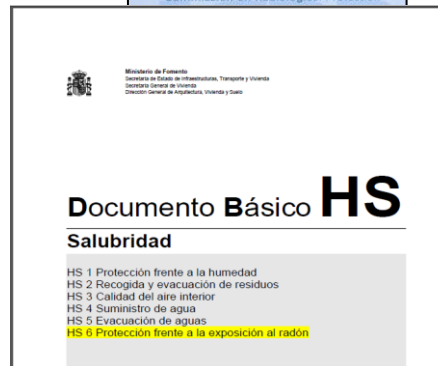 Ministerio de Fomento
Secretaría de Estado de Infraestructuras, Transporte y Vivienda
Secretaría General de Vivienda
Dirección General de Arquitectura, Vivienda y Suelo
Documento Básico HS
Salubridad
HS 1 Protección frente a la humedad
HS 2 Recogida y evacuación de residuos
HS 3 Calidad del aire interior
HS 4 Suministro de agua
HS 5 Evacuación de aguas
HS 6 Protección frente a la exposición al radón